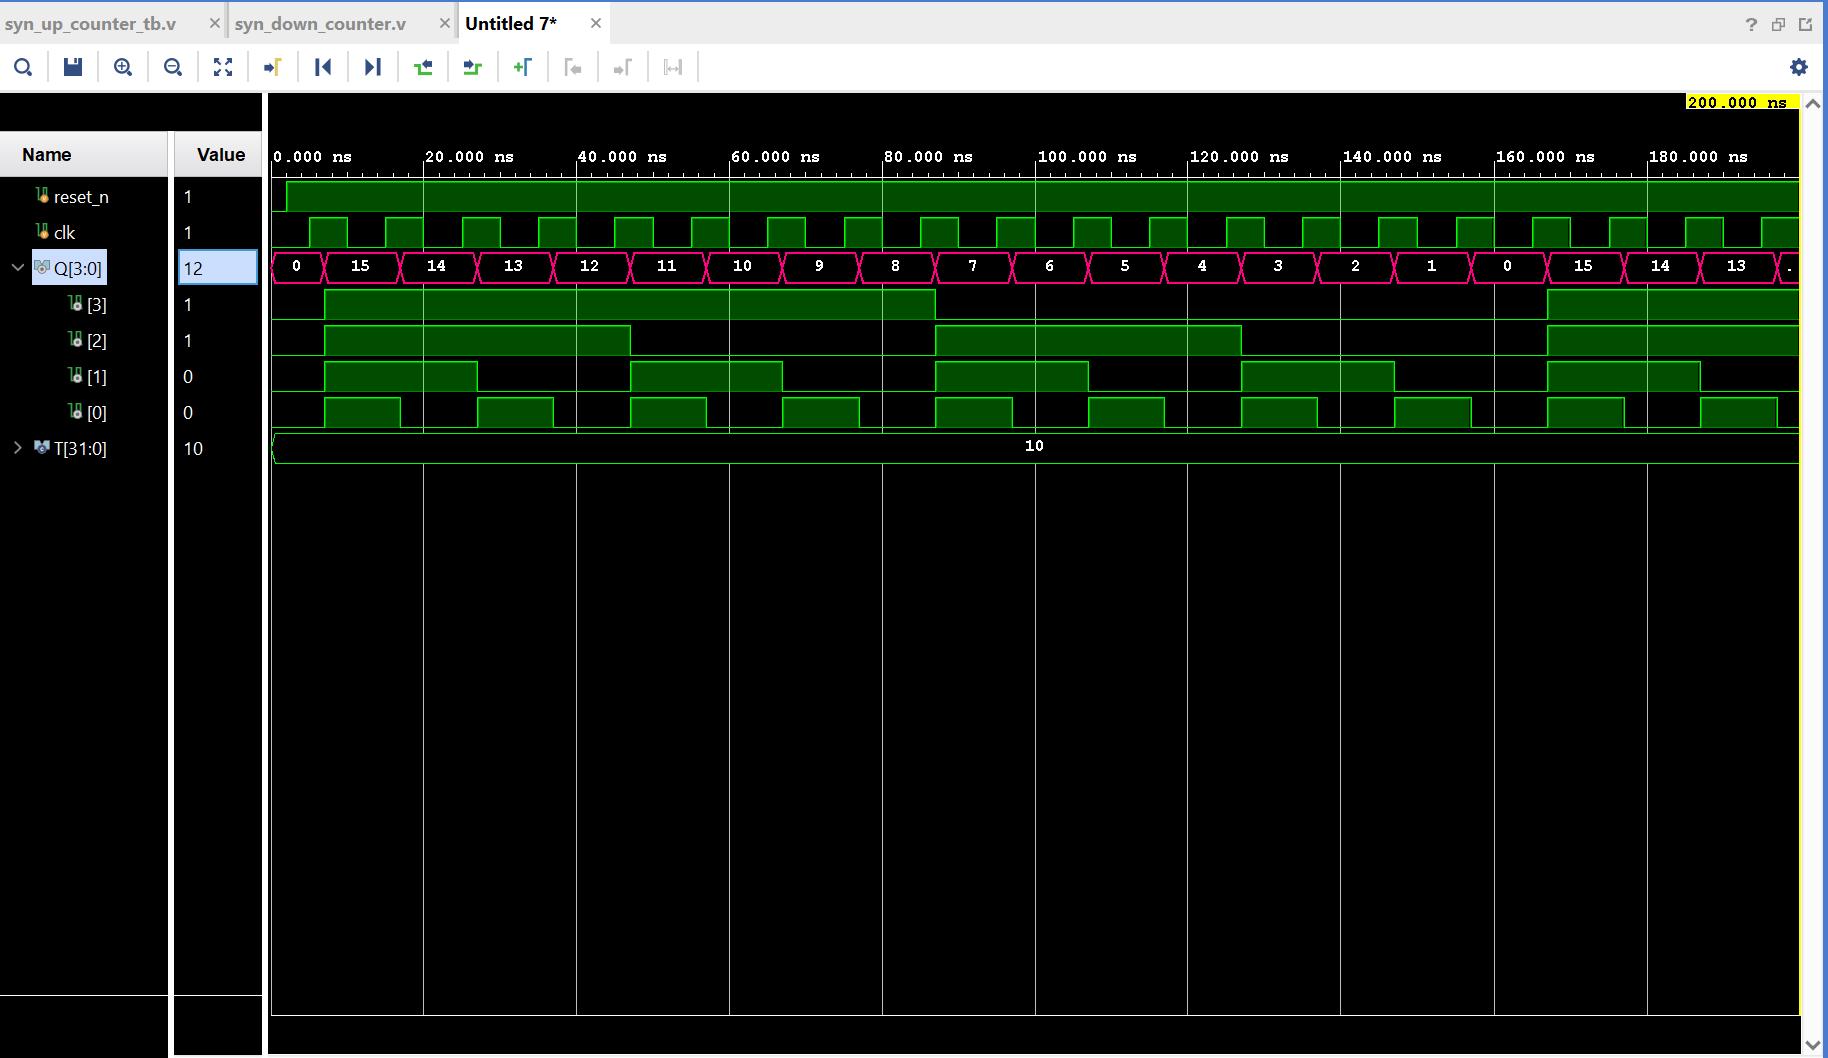 syn_up_counter_tb.v syn_down_counter.v Untitled 7*
200.000 ns
Name Value
0.000 ns 20.000 ns 40.000 ns 60.000 ns 80.000 ns 100.000 ns 120.000 ns 140.000 ns 160.000 ns 180.000 ns
reset_n 1
clk 1
Q[3:0] 12 0 15 14 13 12 11 10 9 8 7 6 5 4 3 2 1 0 15 14 13 .
[3] 1
[2] 1
[1] 0
[0] 0
T[31:0] 10 10